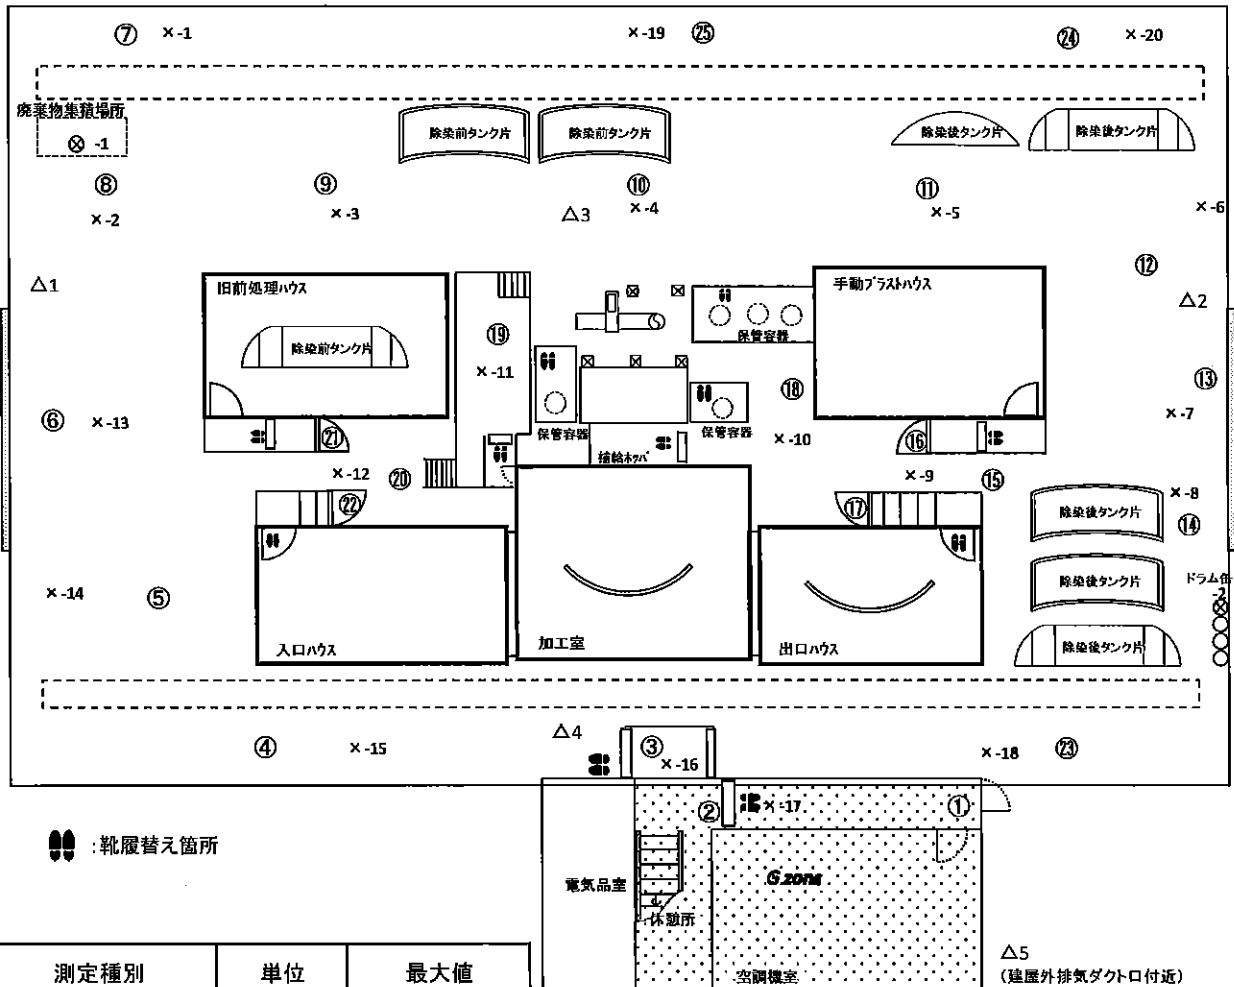 ⑦ ×-1 ×-19 ㉕ ㉔ ×-20
廃棄物集積場所
⊗ -1
除染前タンク片 除染前タンク片 除染後タンク片 除染後タンク片
⑧ ⑨ ⑩ ⑪
×-2 ×-3 △3 ×-4 ×-5 ×-6
⑫
△1 旧前処理ハウス 手動ブラストハウス △2
⑲ 保管容器
除染前タンク片
×-11 ⑱ ⑬
⑥ ×-13 ×-7
㉑ 保管容器 保管容器 ×-10 ⑯
補給ホッパ
×-12 ⑳ ×-9 ⑮
㉒ ⑰ ×-8
除染後タンク片 ⑭
×-14 ⑤ 除染後タンク片 ドラム缶
-2
入口ハウス 加工室 出口ハウス 除染後タンク片
④ ×-15 △4 ③ ×-16 ×-18 ㉓
② ×-17 ①
:靴履替え箇所
電気品室 G zone
休憩所
測定種別 単位 最大値 空調機室 △5
(建屋外排気ダクト口付近)